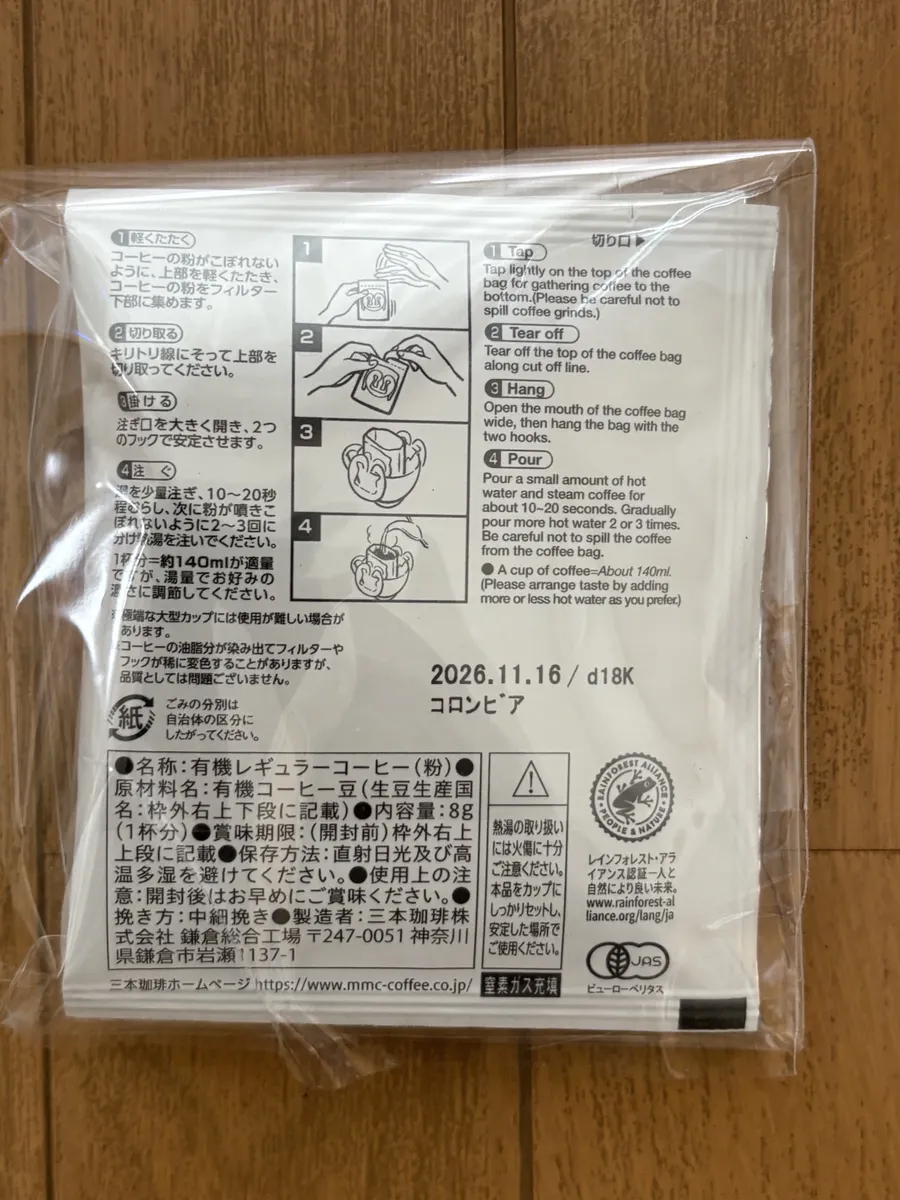 切り口▶
1 軽くたたく
コーヒーの粉がこぼれない
ように、上部を軽くたたき、
コーヒーの粉をフィルター
下部に集めます。
2 切り取る
キリトリ線にそって上部を
切り取ってください。
3 掛ける
注ぎ口を大きく開き、2つ
のフックで安定させます。
4 注ぐ
湯を少量注ぎ、10〜20秒
程むらし、次に粉が噴きこ
ぼれないように2〜3回に
分け熱湯を注いでください。
1杯分=約140mlが適量
ですが、湯量でお好みの
濃さに調節してください。
※極端な大型カップには使用が難しい場合が
あります。
コーヒーの油脂分が染み出てフィルターや
フックが稀に変色することがありますが、
品質としては問題ございません。
1
2
3
4
1 Tap
Tap lightly on the top of the coffee
bag for gathering coffee to the
bottom.(Please be careful not to
spill coffee grinds.)
2 Tear off
Tear off the top of the coffee bag
along cut off line.
3 Hang
Open the mouth of the coffee bag
wide, then hang the bag with the
two hooks.
4 Pour
Pour a small amount of hot
water and steam coffee for
about 10~20 seconds. Gradually
pour more hot water 2 or 3 times.
Be careful not to spill the coffee
from the coffee bag.
● A cup of coffee=About 140ml.
(Please arrange taste by adding
more or less hot water as you prefer.)
2026.11.16 / d18K
コロンビア
紙
ごみの分別は
自治体の区分に
したがってください。
●名称:有機レギュラーコーヒー(粉)●
原材料名:有機コーヒー豆(生豆生産国
名:枠外右上下段に記載)●内容量:8g
(1杯分)●賞味期限:(開封前)枠外右上
上段に記載●保存方法:直射日光及び高
温多湿を避けてください。●使用上の注
意:開封後はお早めにご賞味ください。●
挽き方:中細挽き●製造者:三本珈琲株
式会社 鎌倉総合工場 〒247-0051 神奈川
県鎌倉市岩瀬1137-1
三本珈琲ホームページ https://www.mmc-coffee.co.jp/
熱湯の取り扱い
には火傷に十分
ご注意ください。
本品をカップに
しっかりセットし、
安定した場所で
ご使用ください。
窒素ガス充填
RAINFOREST ALLIANCE
PEOPLE & NATURE
レインフォレスト・アラ
イアンス認証一人と
自然により良い未来。
www.rainforest-al
liance.org/lang/ja
JAS
ビューローベリタス